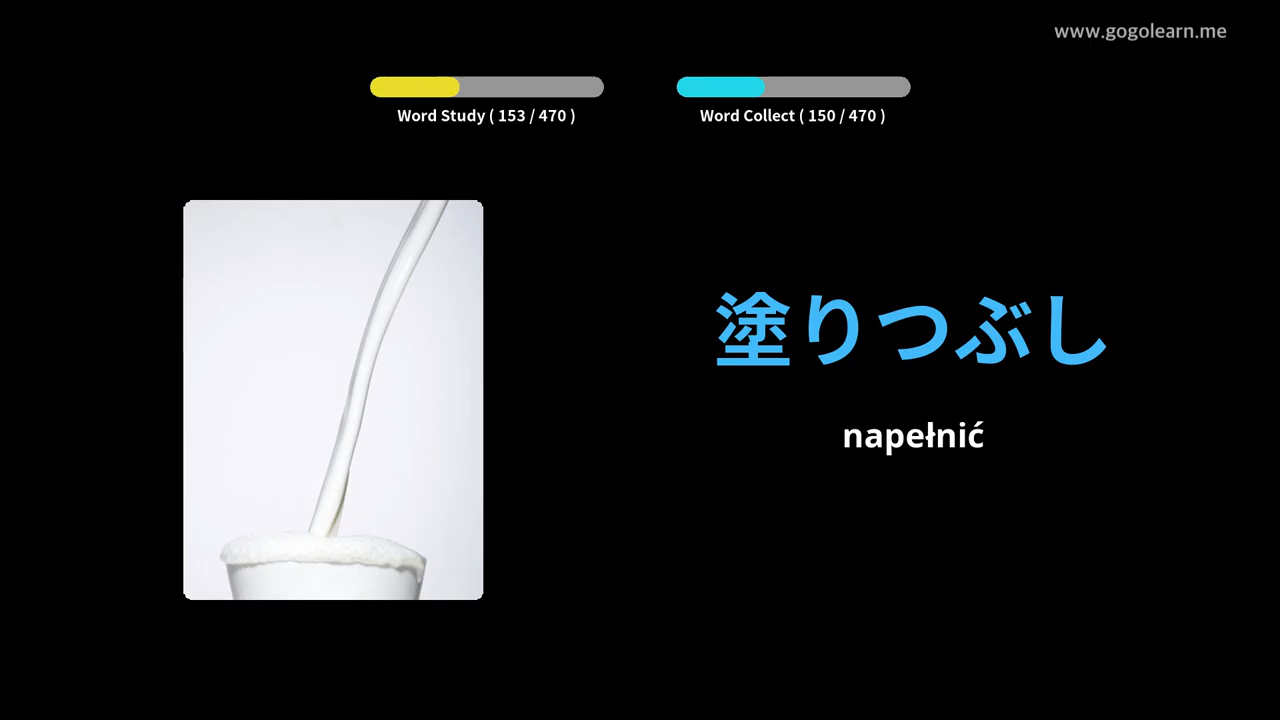 www.gogolearn.me
Word Study ( 153 / 470 )
Word Collect ( 150 / 470 )
塗りつぶし
napełnić